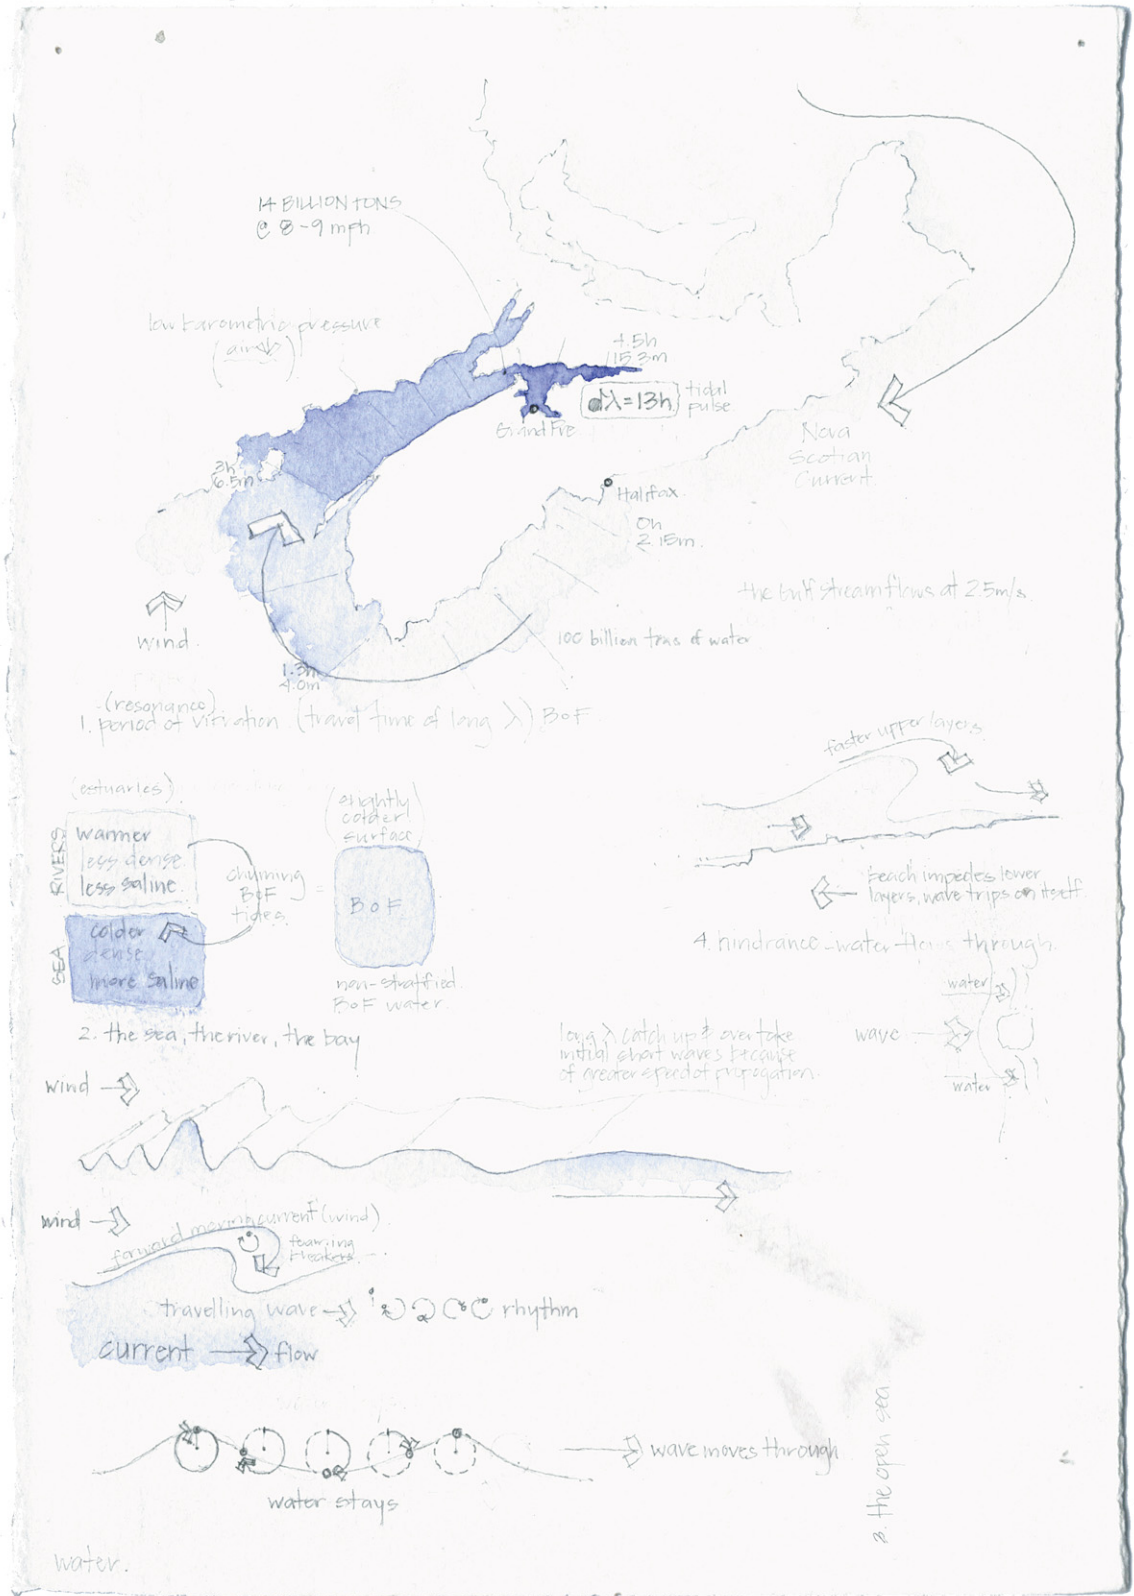 14 BILLION TONS
@ 8-9 mph
low barometric pressure
(air)
4.5h
15.3m
dλ=13h
tidal
pulse
Grand Pre
Nova
Scotian
Current
3h
6.5m
Halifax
0h
2.15m.
the Gulf Stream flows at 2.5m/s.
wind
100 billion tons of water
1.3h
4.0m
(resonance)
1. period of vibration (travel time of long λ) BoF
faster upper layers
(estuaries)
RIVERS
warmer
less dense
less saline
SEA
colder
dense
more saline
churning
BoF
tides
=
(slightly
colder
surface)
BoF
non-stratified
BoF water
2. the sea, the river, the bay
beach impedes lower
layers, wave trips on itself.
4. hindrance - water flows through.
water
wave
water
long λ catch up & overtake
initial short waves because
of greater speed of propogation.
wind
wind
forward moving current (wind)
foaming
breakers
travelling wave
rhythm
current
flow
wave moves through
water stays
3. the open sea
water.